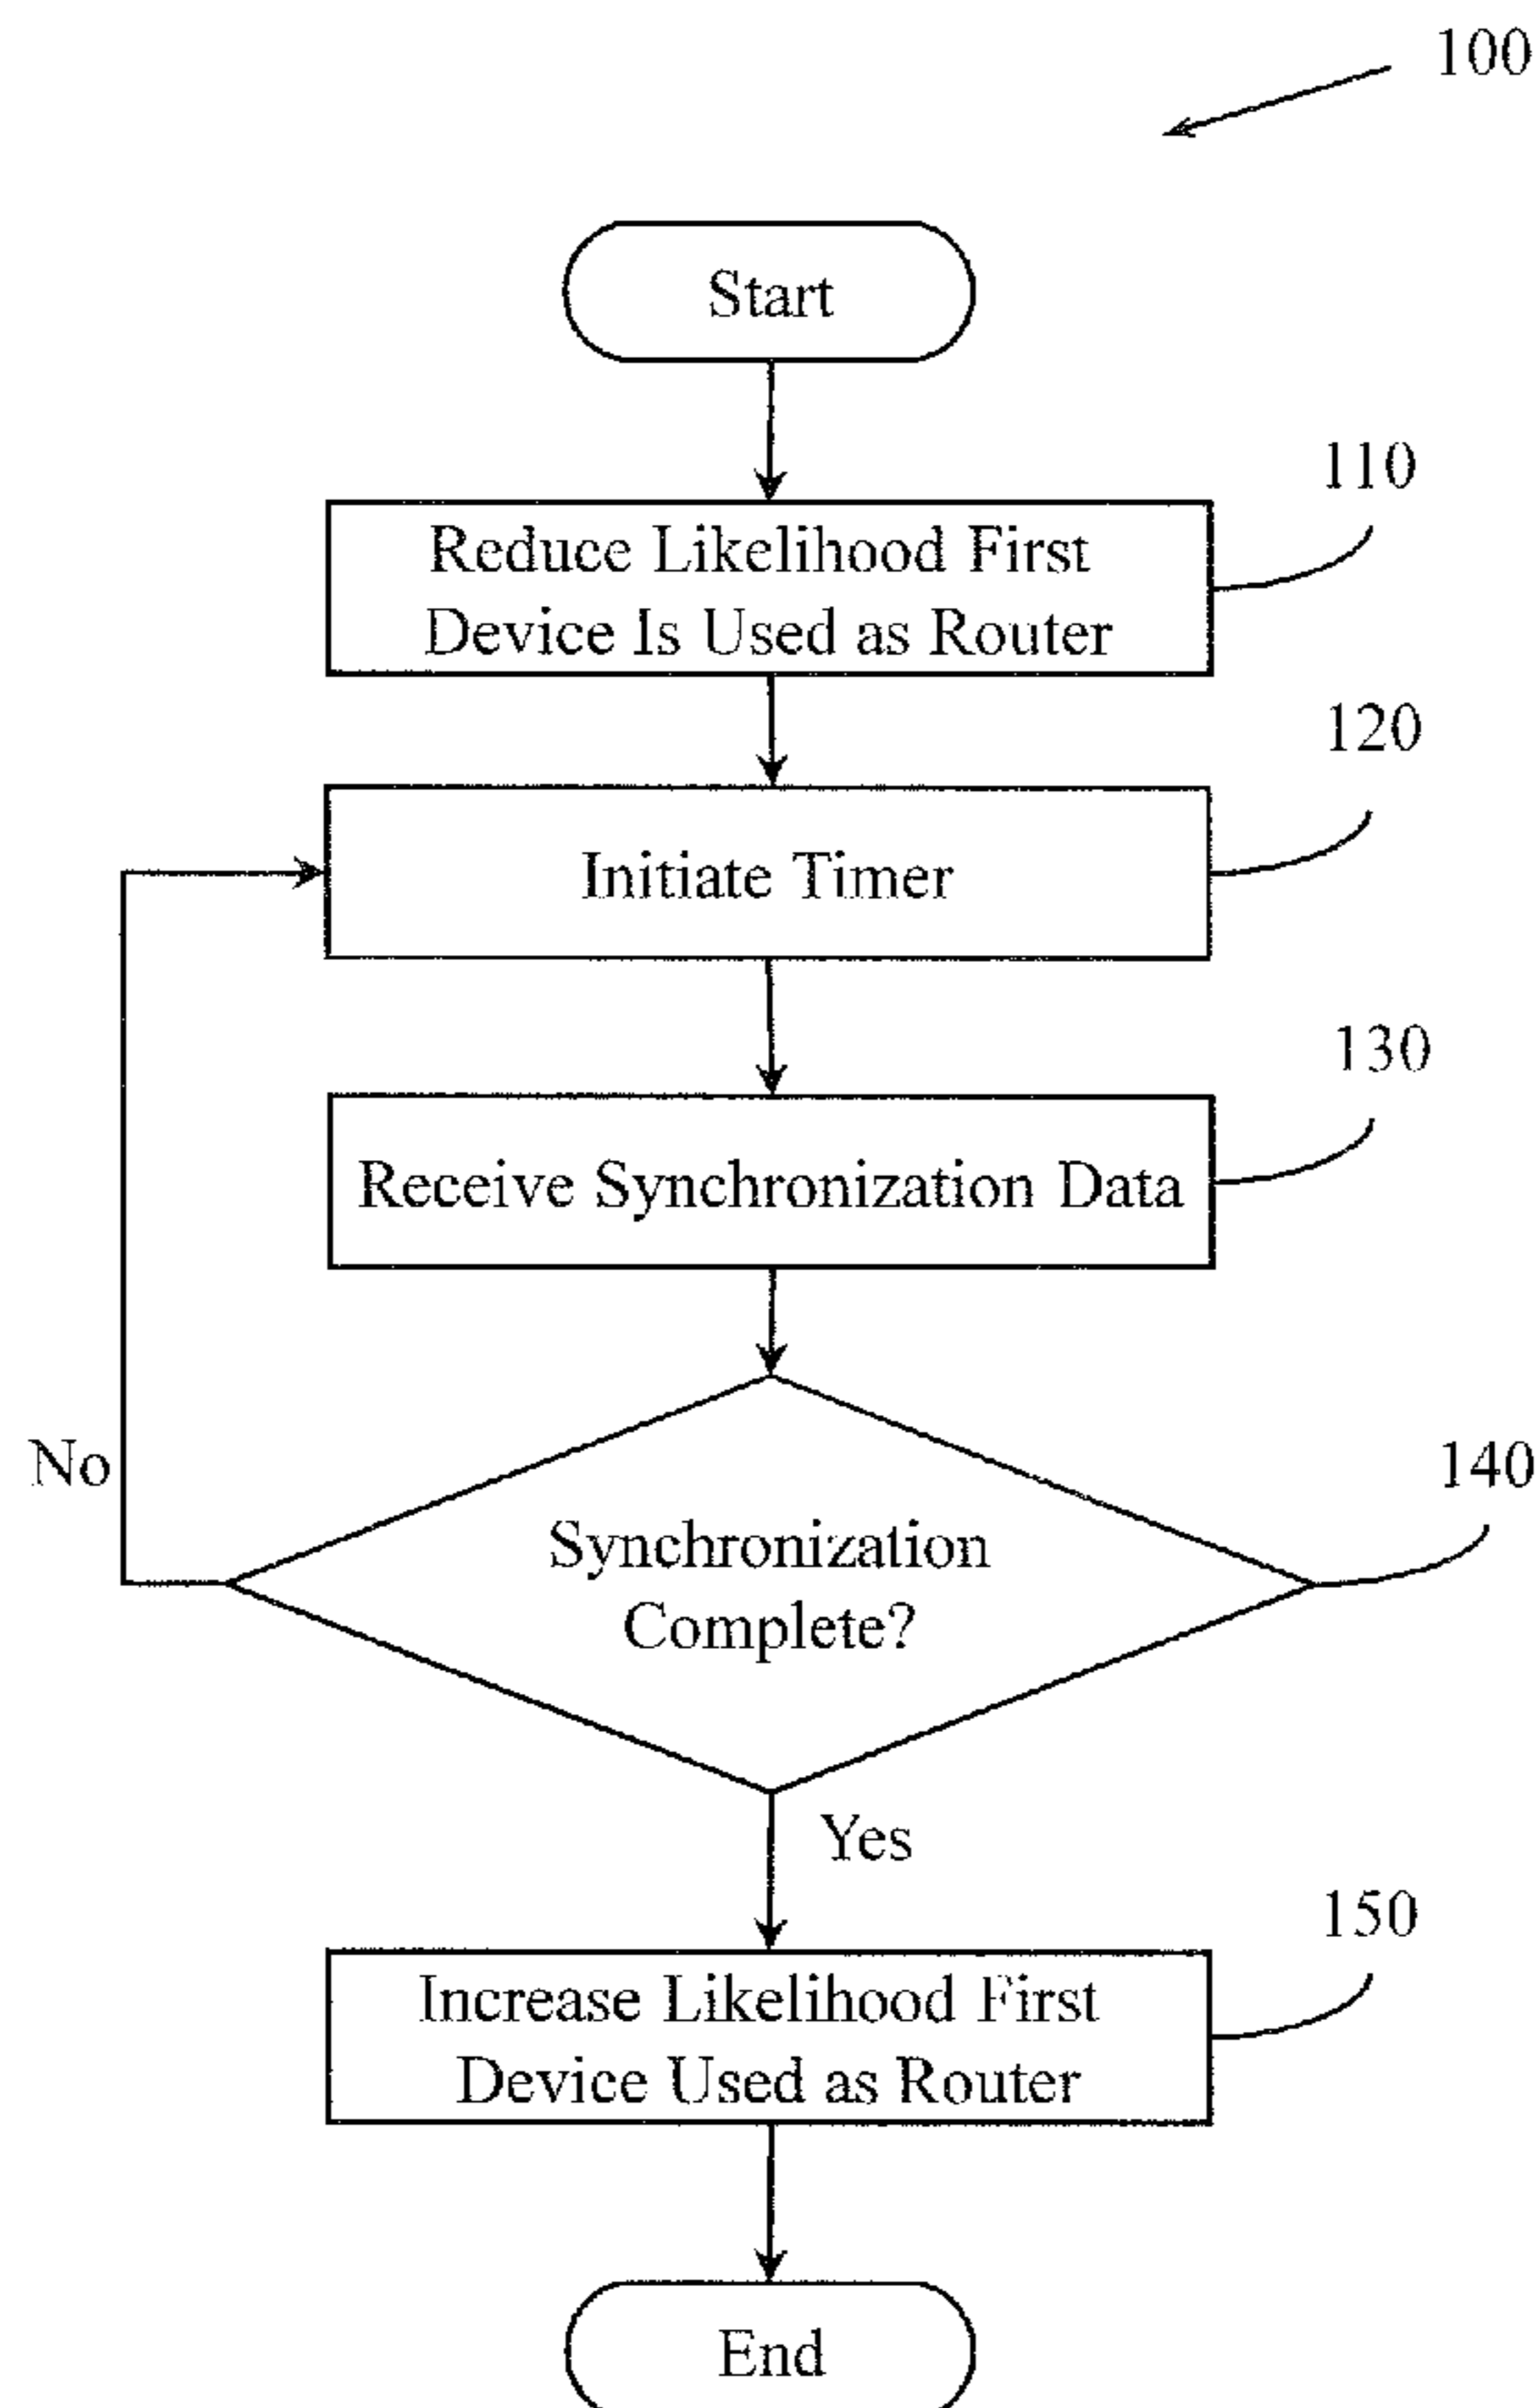 100
Start
110
Reduce Likelihood First
Device Is Used as Router
120
Initiate Timer
130
Receive Synchronization Data
No
140
Synchronization
Complete?
Yes
150
Increase Likelihood First
Device Used as Router
End